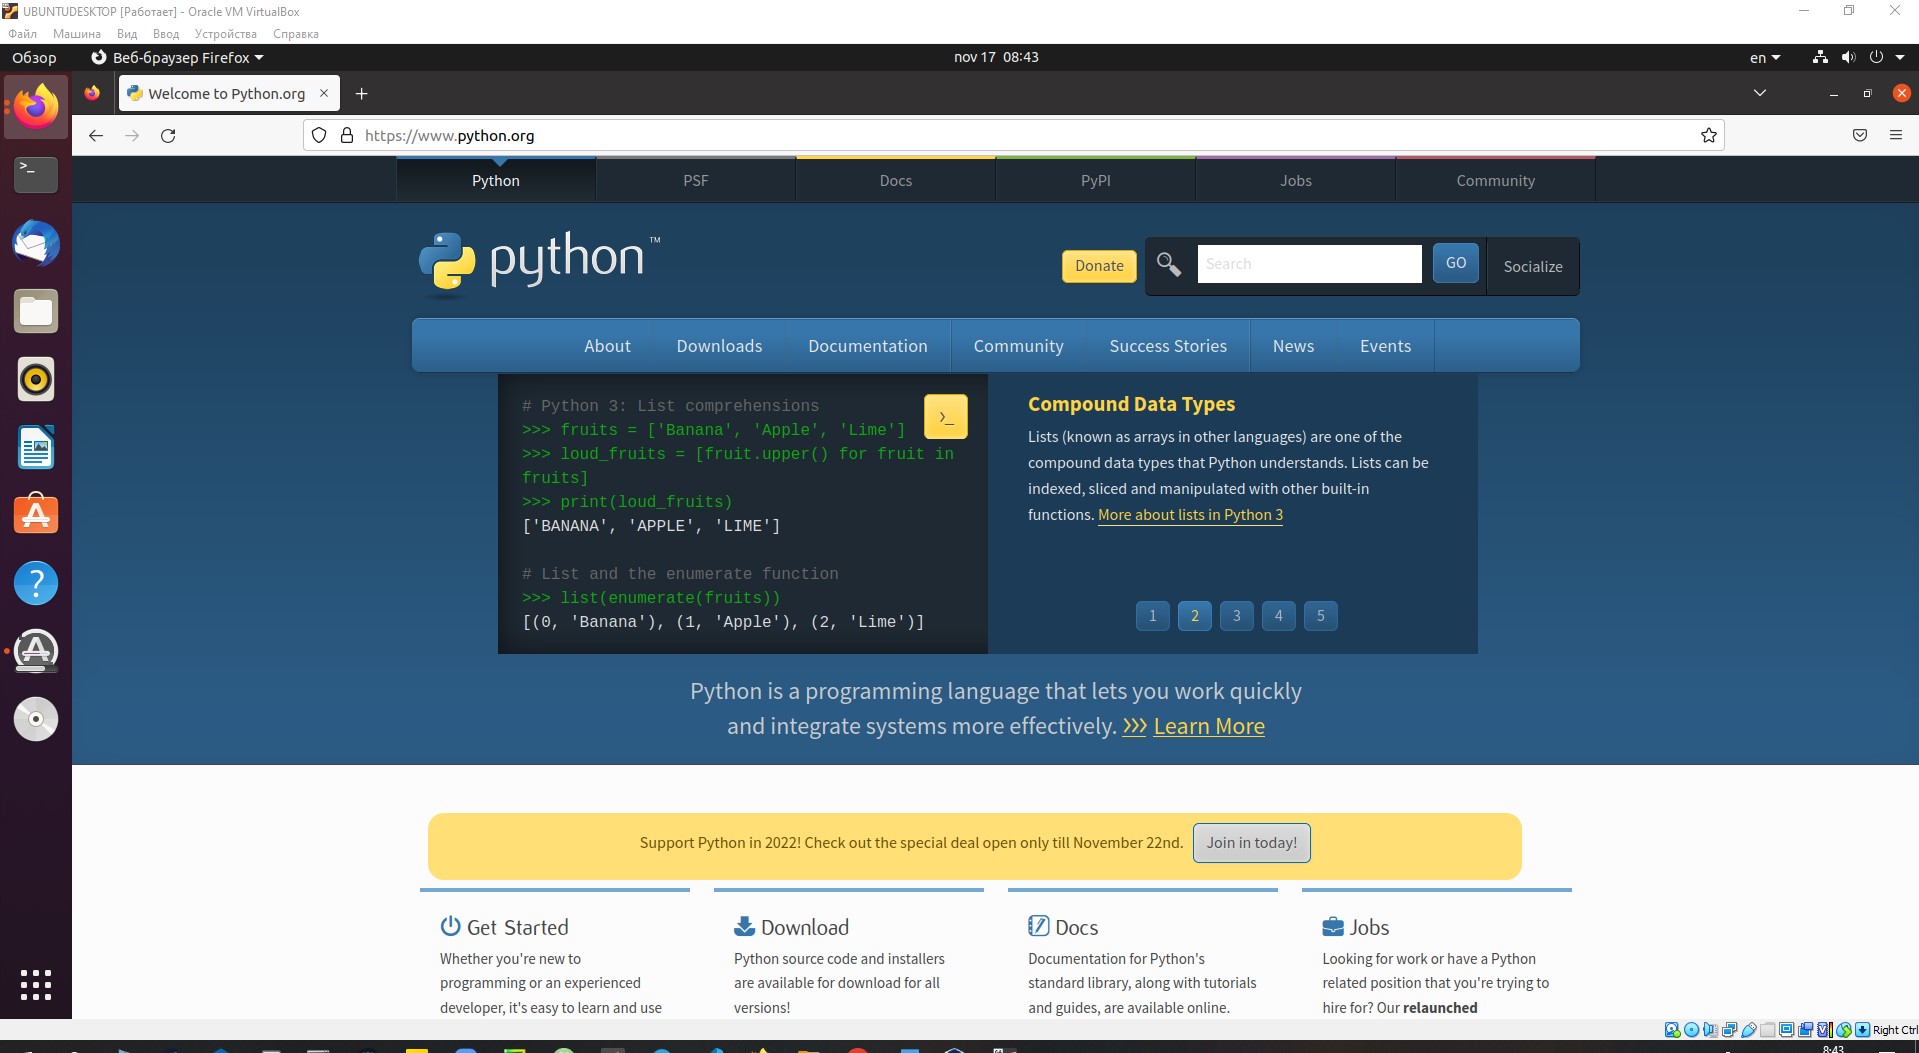 UBUNTUDESKTOP [Работает] - Oracle VM VirtualBox
Файл Машина Вид Ввод Устройства Справка
Обзор Веб-браузер Firefox nov 17 08:43 en
Welcome to Python.org
https://www.python.org
Python PSF Docs PyPI Jobs Community
python™
Donate Search GO Socialize
About Downloads Documentation Community Success Stories News Events
# Python 3: List comprehensions
>>> fruits = ['Banana', 'Apple', 'Lime']
>>> loud_fruits = [fruit.upper() for fruit in
fruits]
>>> print(loud_fruits)
['BANANA', 'APPLE', 'LIME']
# List and the enumerate function
>>> list(enumerate(fruits))
[(0, 'Banana'), (1, 'Apple'), (2, 'Lime')]
>_
Compound Data Types
Lists (known as arrays in other languages) are one of the
compound data types that Python understands. Lists can be
indexed, sliced and manipulated with other built-in
functions. More about lists in Python 3
1 2 3 4 5
Python is a programming language that lets you work quickly
and integrate systems more effectively. >>> Learn More
Support Python in 2022! Check out the special deal open only till November 22nd. Join in today!
Get Started
Whether you're new to
programming or an experienced
developer, it's easy to learn and use
Download
Python source code and installers
are available for download for all
versions!
Docs
Documentation for Python's
standard library, along with tutorials
and guides, are available online.
Jobs
Looking for work or have a Python
related position that you're trying to
hire for? Our relaunched
Right Ctrl
8:43